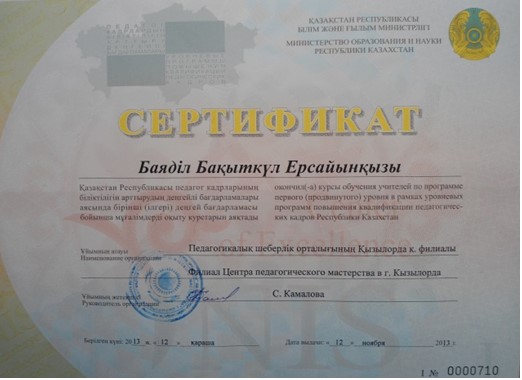 ҚАЗАҚСТАН РЕСПУБЛИКАСЫ
БІЛІМ ЖӘНЕ ҒЫЛЫМ МИНИСТРЛІГІ
МИНИСТЕРСТВО ОБРАЗОВАНИЯ И НАУКИ
РЕСПУБЛИКИ КАЗАХСТАН
СЕРТИФИКАТ
Баяділ Бақыткүл Ерсайынқызы
Қазақстан Республикасы педагог кадрларының
біліктілігін арттырудың деңгейлі бағдарламалары
аясында бірінші (ілгері) деңгей бағдарламасы
бойынша мұғалімдерді оқыту курстарын аяқтады
окончил(-а) курсы обучения учителей по программе
первого (продвинутого) уровня в рамках уровневых
программ повышения квалификации педагогичес-
ких кадров Республики Казахстан
Ұйымның атауы
Наименование организации
Педагогикалық шеберлік орталығының Қызылорда қ. филиалы
Филиал Центра педагогического мастерства в г. Кызылорда
Ұйымның жетекшісі
Руководитель организации
С. Камалова
Берілген күні: 2013 ж. «12» қараша
Дата выдачи: «12» ноября 2013 г.
NIS
I № 0000710